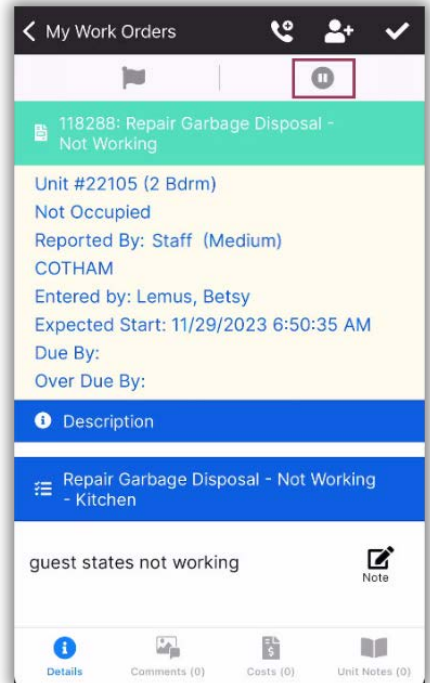 My Work Orders
118288: Repair Garbage Disposal -
Not Working
Unit #22105 (2 Bdrm)
Not Occupied
Reported By: Staff (Medium)
COTHAM
Entered by: Lemus, Betsy
Expected Start: 11/29/2023 6:50:35 AM
Due By:
Over Due By:
Description
Repair Garbage Disposal - Not Working
- Kitchen
guest states not working
Note
Details Comments (0) Costs (0) Unit Notes (0)